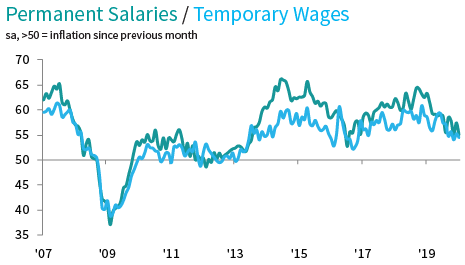 Permanent Salaries / Temporary Wages
sa, >50 = inflation since previous month
70
65
60
55
50
45
40
35
'07 '09 '11 '13 '15 '17 '19